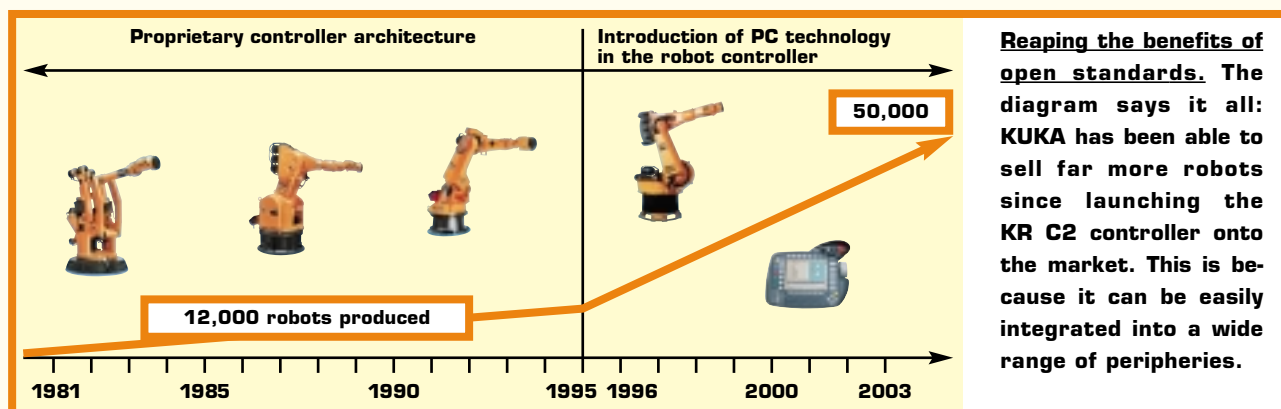 Proprietary controller architecture
Introduction of PC technology
in the robot controller
50,000
12,000 robots produced
1981 1985 1990 1995 1996 2000 2003
Reaping the benefits of
open standards. The
diagram says it all:
KUKA has been able to
sell far more robots
since launching the
KR C2 controller onto
the market. This is be-
cause it can be easily
integrated into a wide
range of peripheries.